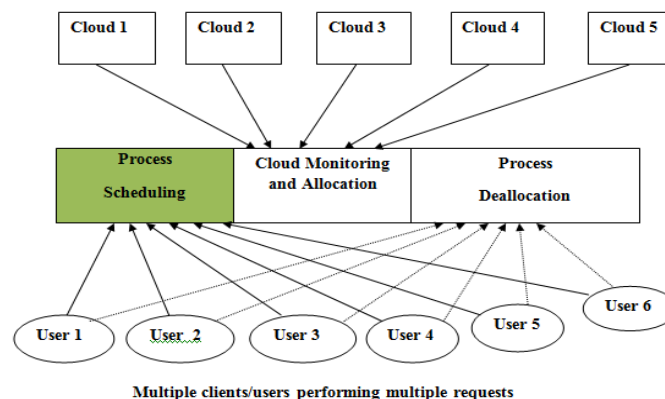 Cloud 1
Cloud 2
Cloud 3
Cloud 4
Cloud 5
Process
Scheduling
Cloud Monitoring
and Allocation
Process
Deallocation
User 1
User 2
User 3
User 4
User 5
User 6
Multiple clients/users performing multiple requests